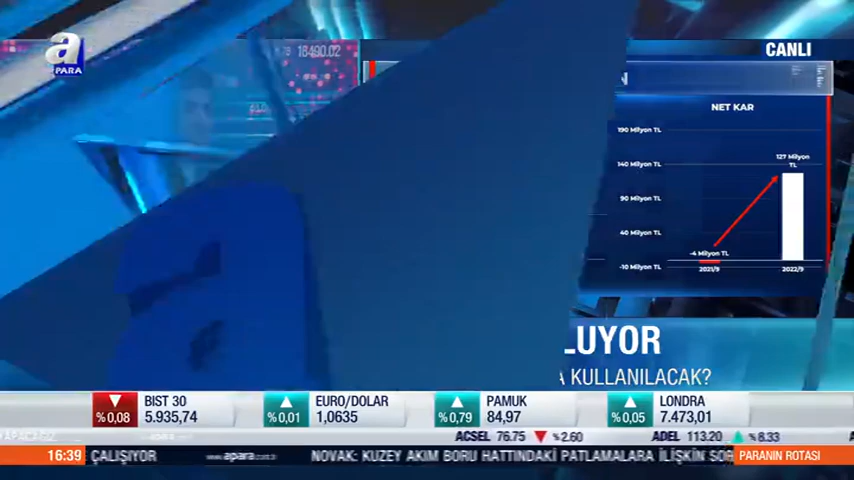 a
PARA
18490.02
CANLI
N
NET KAR
190 Milyon TL
140 Milyon TL
90 Milyon TL
40 Milyon TL
-10 Milyon TL
127 Milyon
TL
-4 Milyon TL
2021/9
2022/9
LUYOR
A KULLANILACAK?
BIST 30
%0,08
5.935,74
EURO/DOLAR
%0,01
1,0635
PAMUK
%0,79
84,97
LONDRA
%0,05
7.473,01
ACSEL 76.75 %2.60
ADEL 113.20 %8.33
16:39 ÇALIŞIYOR www.apara.com.tr NOVAK: KUZEY AKIM BORU HATTINDAKİ PATLAMALARA İLİŞKİN SOR PARANIN ROTASI